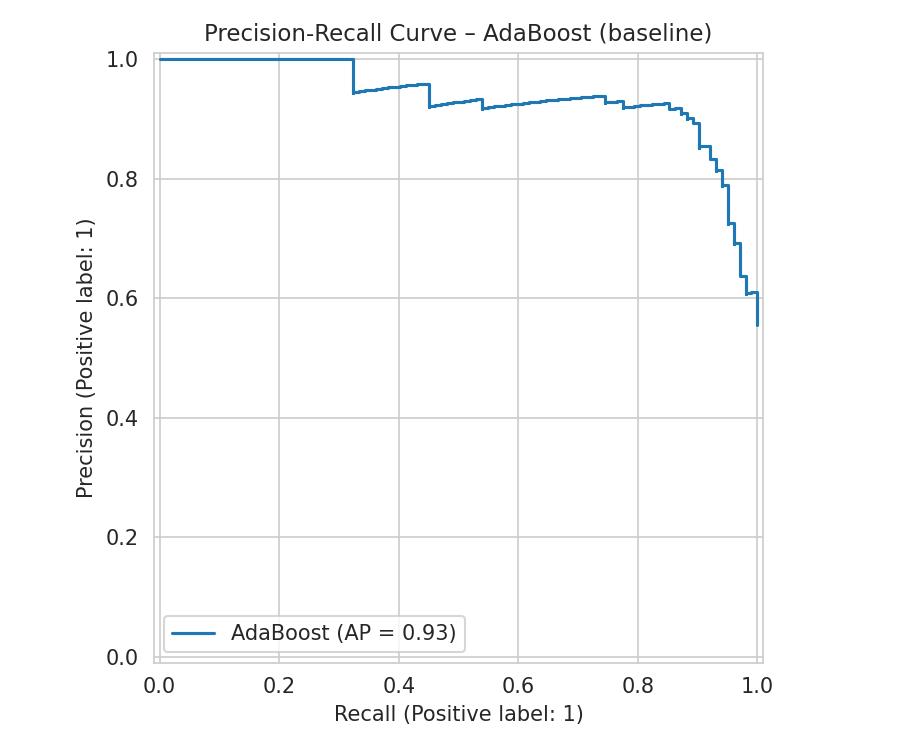 Precision-Recall Curve – AdaBoost (baseline)
1.0
0.8
0.6
0.4
0.2
0.0
Precision (Positive label: 1)
AdaBoost (AP = 0.93)
0.0 0.2 0.4 0.6 0.8 1.0
Recall (Positive label: 1)